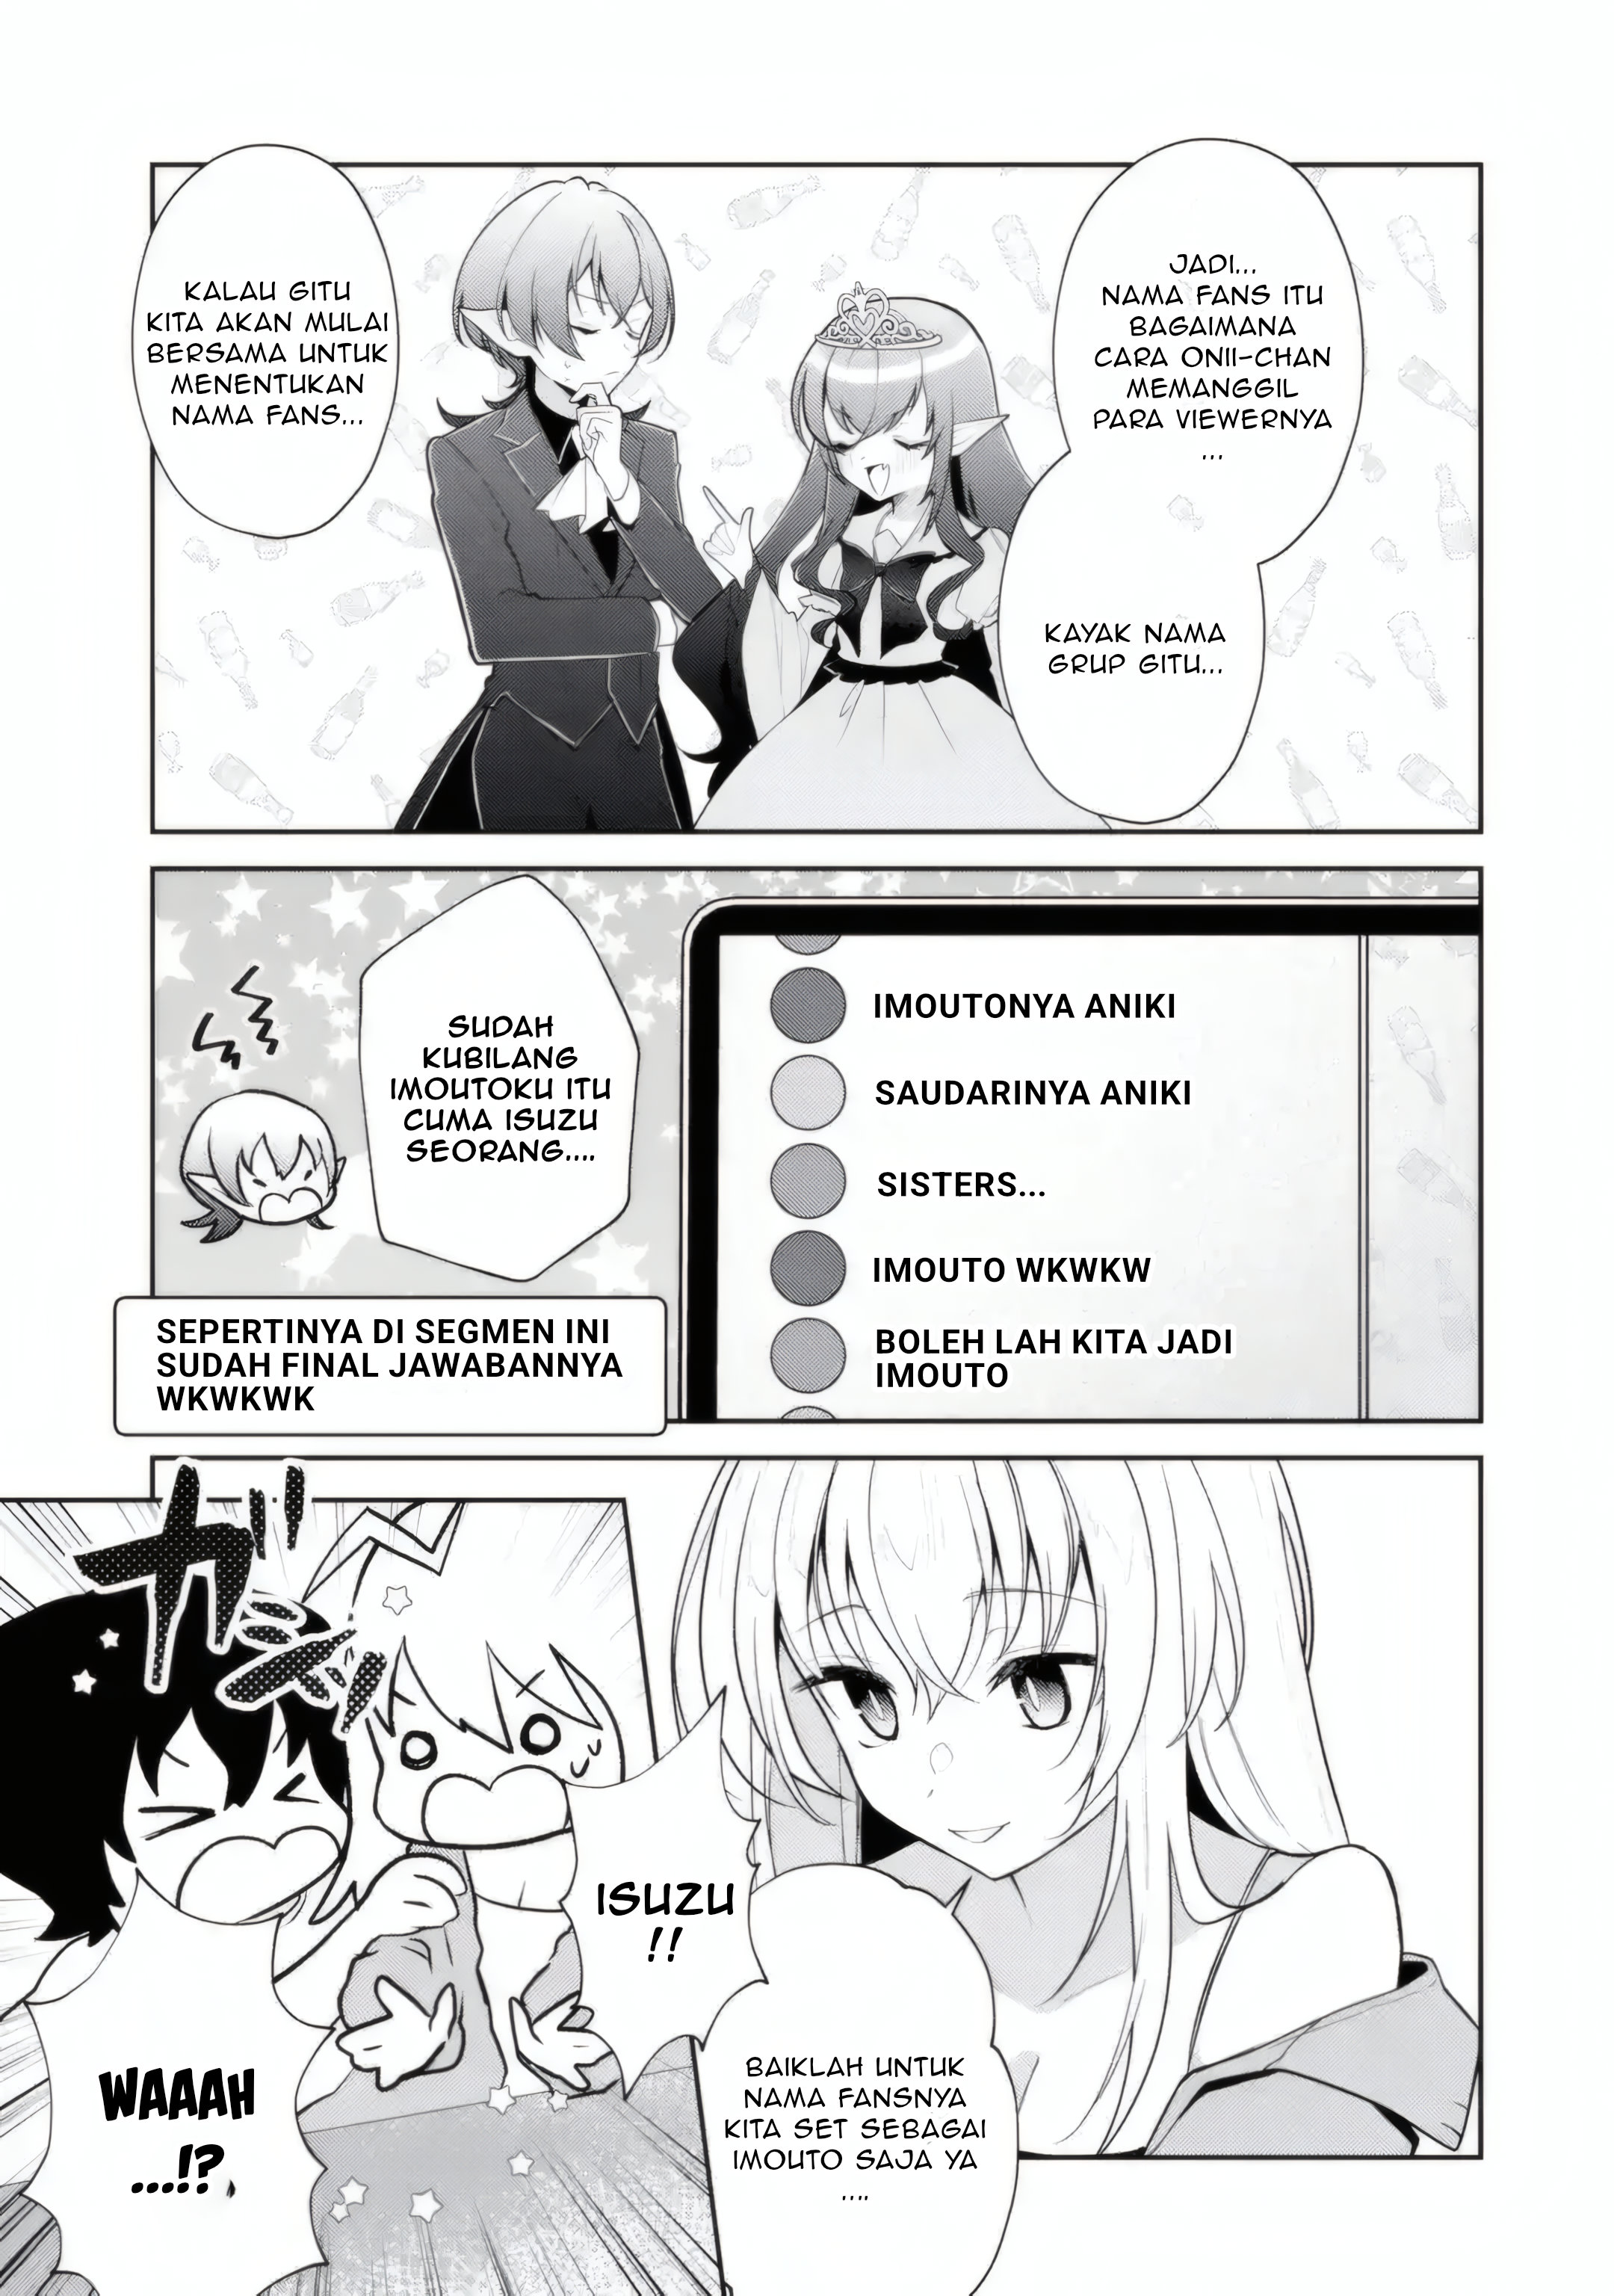 JADI...
NAMA FANS ITU
BAGAIMANA
CARA ONII-CHAN
MEMANGGIL
PARA VIEWERNYA
...
KAYAK NAMA
GRUP GITU...
KALAU GITU
KITA AKAN MULAI
BERSAMA UNTUK
MENENTUKAN
NAMA FANS...
IMOUTONYA ANIKI
SAUDARINYA ANIKI
SISTERS...
IMOUTO WKWKW
BOLEH LAH KITA JADI
IMOUTO
SUDAH
KUBILANG
IMOUTOKU ITU
CUMA ISUZU
SEORANG....
SEPERTINYA DI SEGMEN INI
SUDAH FINAL JAWABANNYA
WKWKWK
BAIKLAH UNTUK
NAMA FANSNYA
KITA SET SEBAGAI
IMOUTO SAJA YA
....
ISUZU
!!
ガーン
WAAAH
.....!?